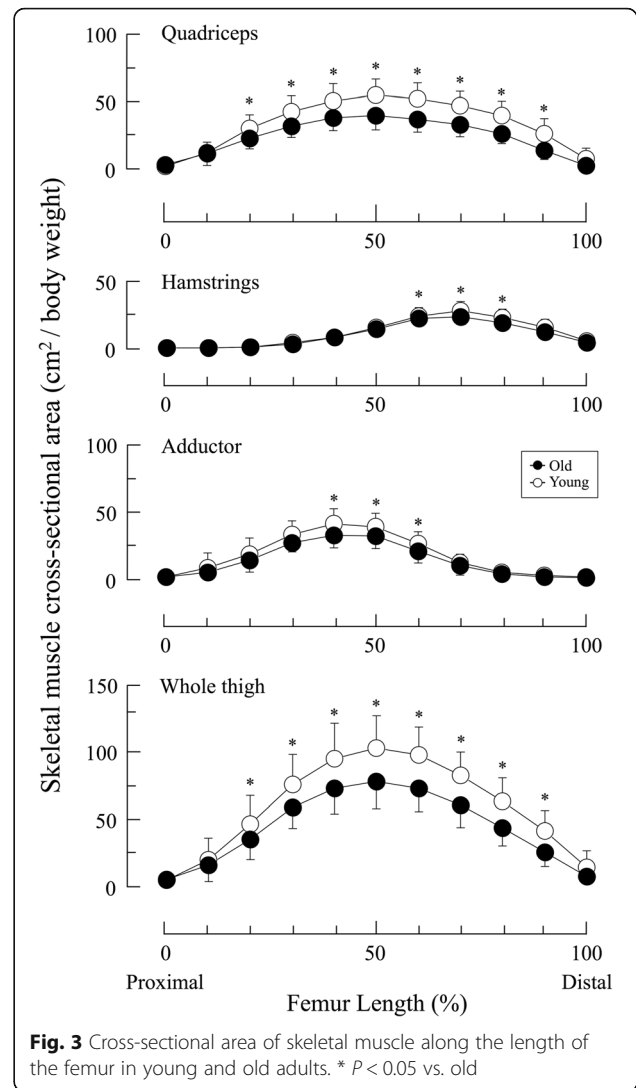 Skeletal muscle cross-sectional area (cm² / body weight)
Quadriceps
100
50
0
* * * * * * * *
0 50 100
Hamstrings
50
0
* * *
0 50 100
Adductor
100
50
0
* * *
Old
Young
0 50 100
Whole thigh
150
100
50
0
* * * * * * * *
0 50 100
Proximal Distal
Femur Length (%)
Fig. 3 Cross-sectional area of skeletal muscle along the length of
the femur in young and old adults. * P < 0.05 vs. old